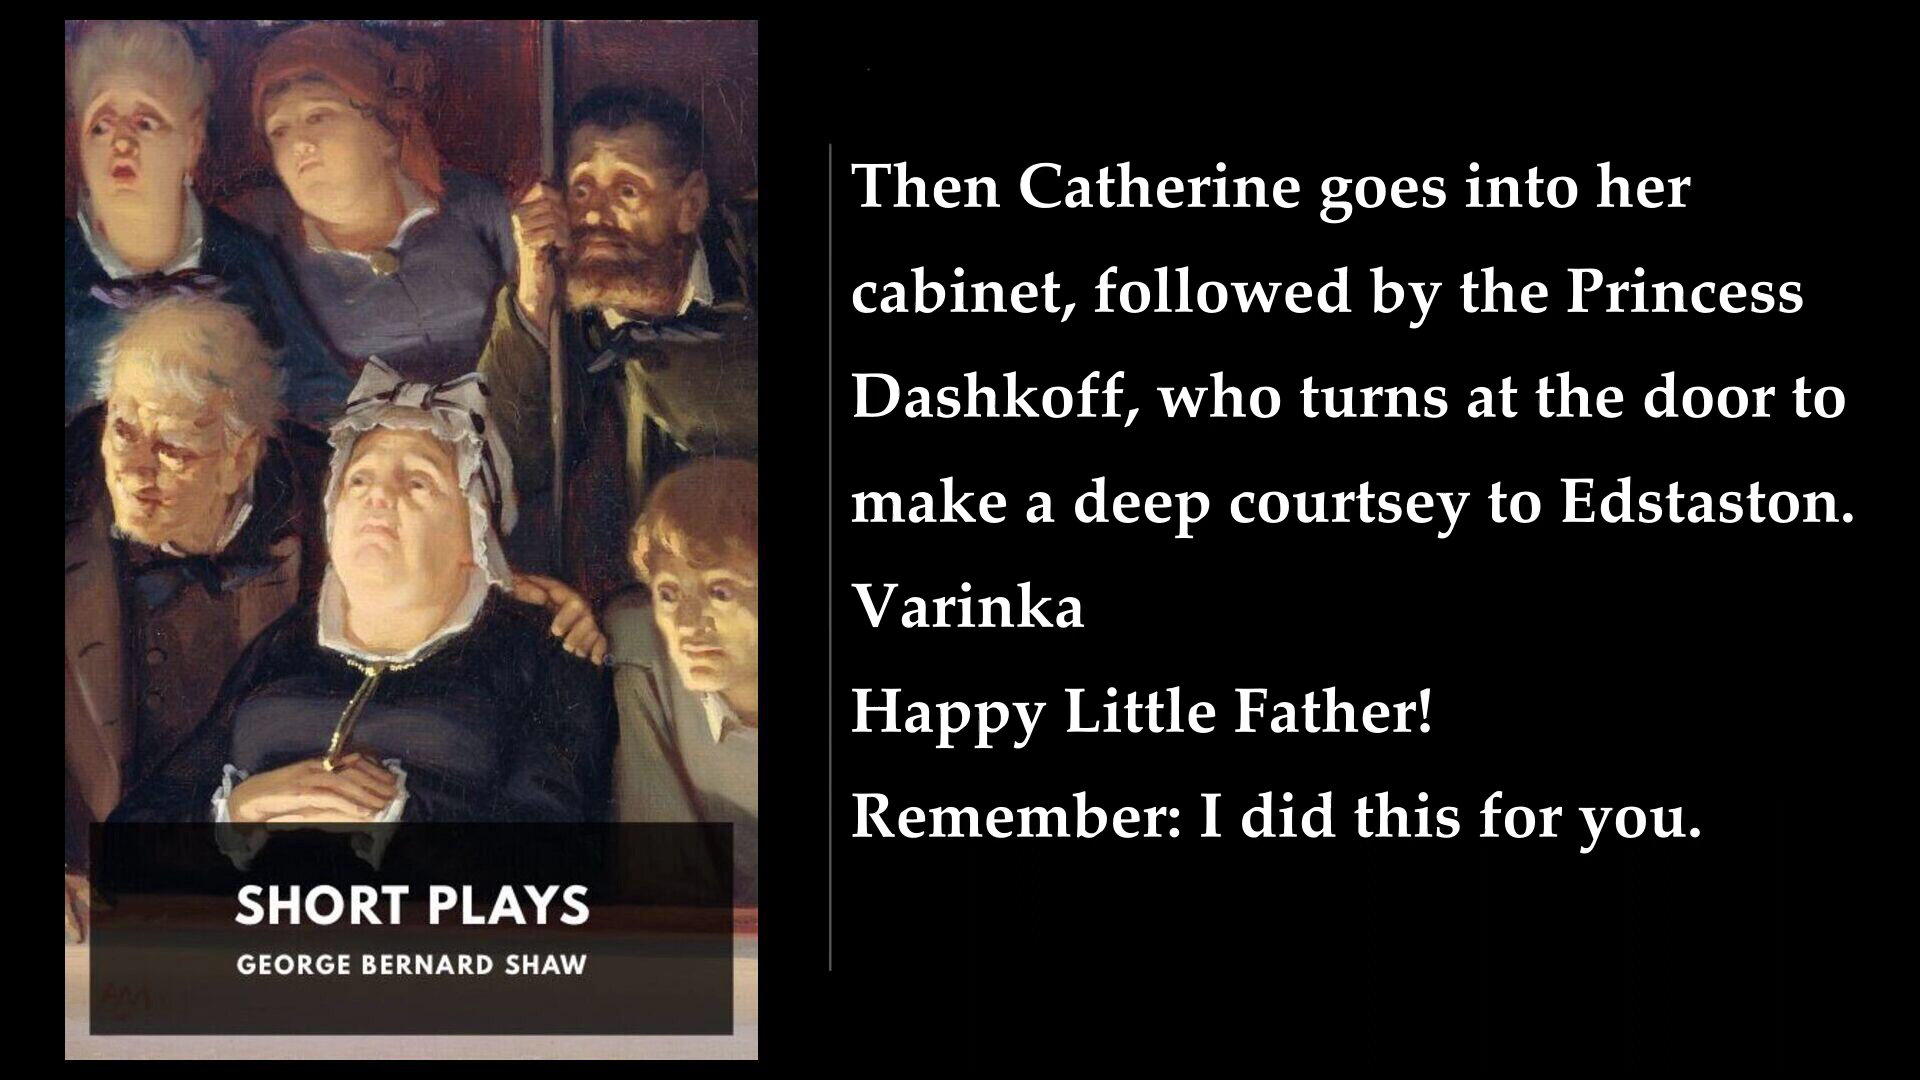 Then Catherine goes into her
cabinet, followed by the Princess
Dashkoff, who turns at the door to
make a deep courtsey to Edstaston.
Varinka
Happy Little Father!
Remember: I did this for you.
SHORT PLAYS
GEORGE BERNARD SHAW